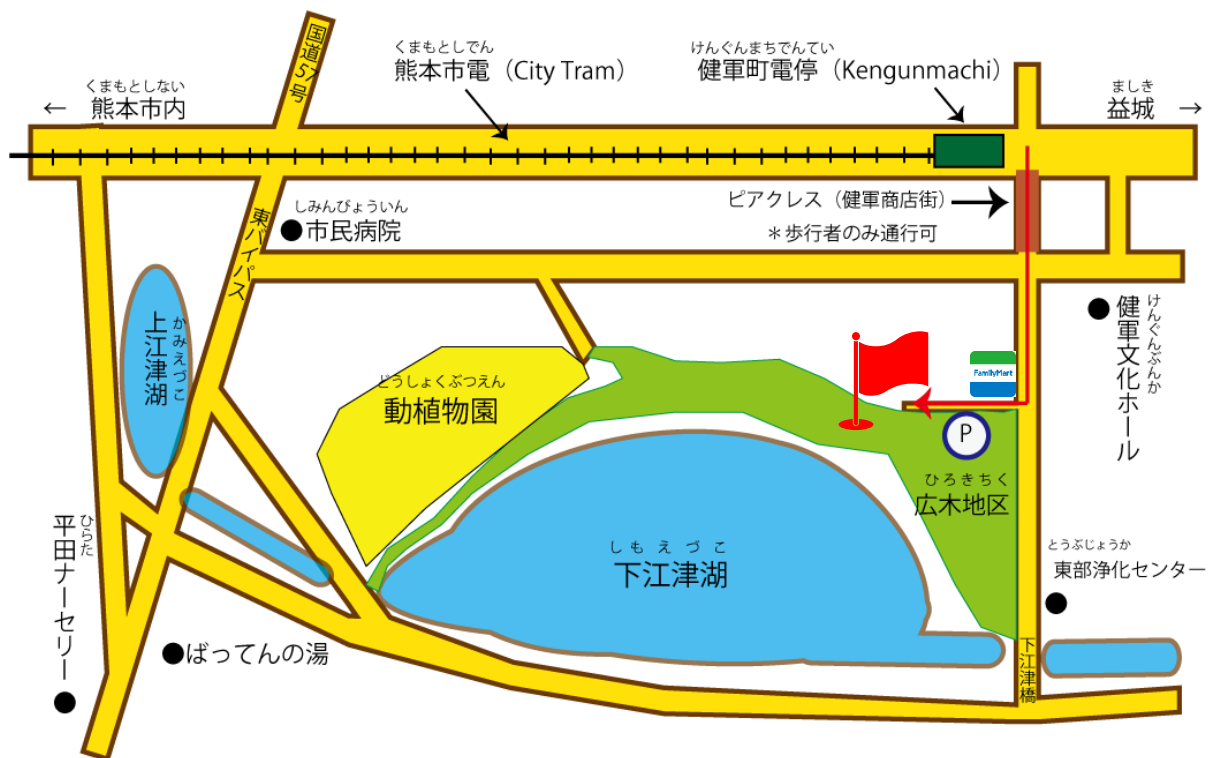 国道57号
くまもとしでん
熊本市電（City Tram）
けんぐんまちでんてい
健軍町電停（Kengunmachi）
くまもとしない
← 熊本市内
ましき
益城 →
ピアクレス（健軍商店街）
＊歩行者のみ通行可
しみんびょういん
●市民病院
東バイパス
かみえづこ
上江津湖
どうしょくぶつえん
動植物園
FamilyMart
P
けんぐんぶんか
健軍文化ホール
ひろきちく
広木地区
しもえづこ
下江津湖
とうぶじょうか
東部浄化センター
ひらた
平田ナーセリー
●ばってんの湯
下江津橋